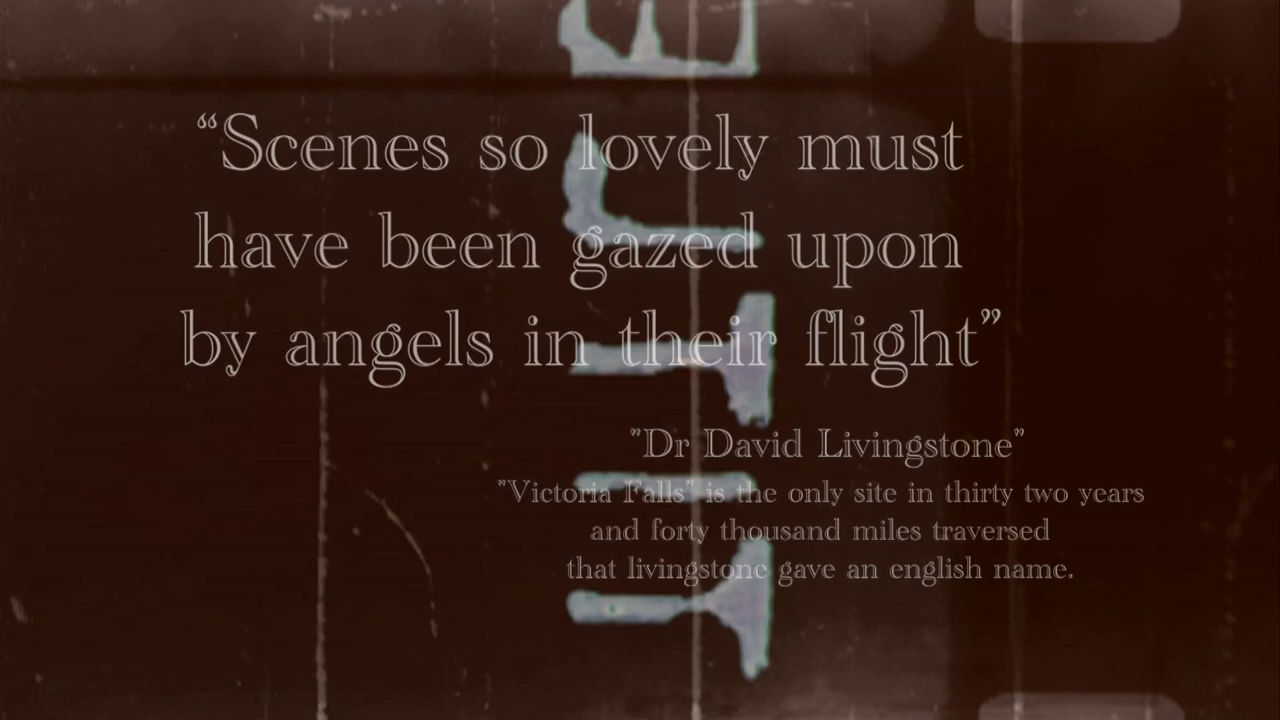 “Scenes so lovely must
have been gazed upon
by angels in their flight”
"Dr David Livingstone"
"Victoria Falls" is the only site in thirty two years
and forty thousand miles traversed
that livingstone gave an english name.
TITLE